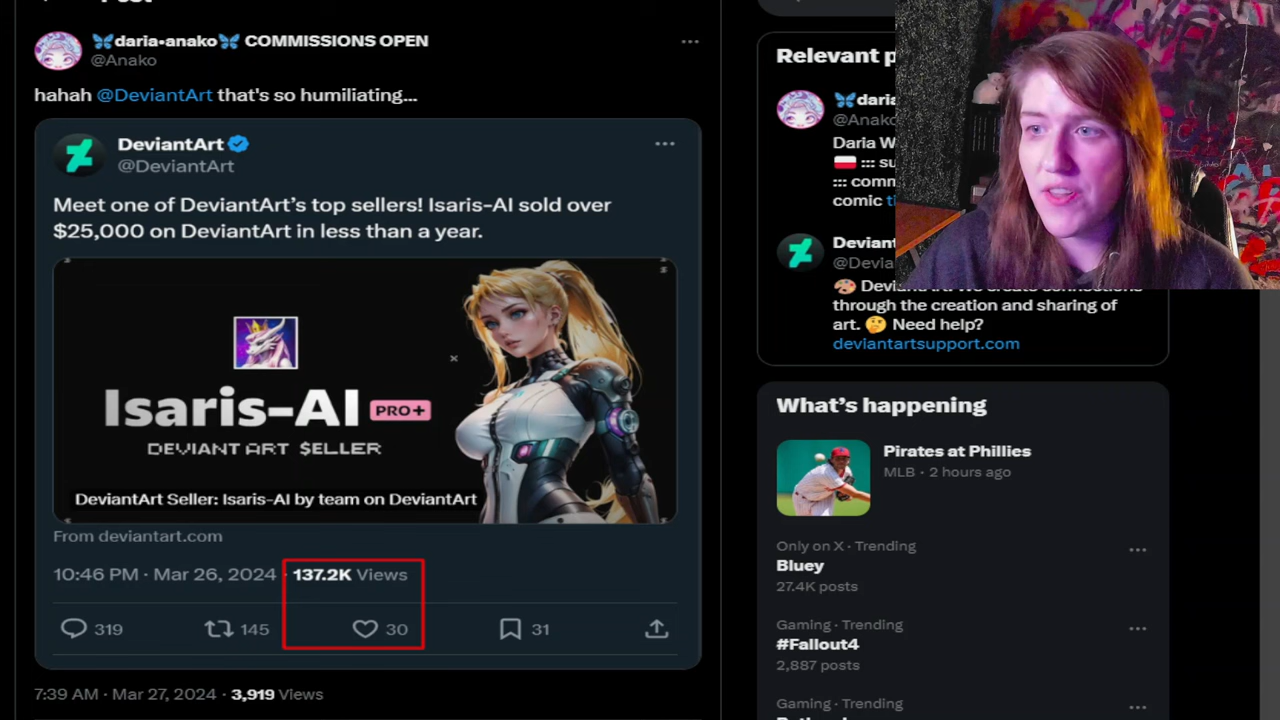 🦋daria•anako🦋 COMMISSIONS OPEN
@Anako
hahah @DeviantArt that's so humiliating...
DeviantArt
@DeviantArt
Meet one of DeviantArt's top sellers! Isaris-AI sold over
$25,000 on DeviantArt in less than a year.
Isaris-AI PRO+
DEVIANT ART $ELLER
DeviantArt Seller: Isaris-AI by team on DeviantArt
From deviantart.com
10:46 PM · Mar 26, 2024 · 137.2K Views
319 145 30 31
7:39 AM · Mar 27, 2024 · 3,919 Views
Relevant
@Anako
Daria
comic
through the creation and sharing of
art. 🤔 Need help?
deviantartsupport.com
What's happening
Pirates at Phillies
MLB · 2 hours ago
Only on X · Trending
Bluey
27.4K posts
Gaming · Trending
#Fallout4
2,887 posts
Gaming · Trending